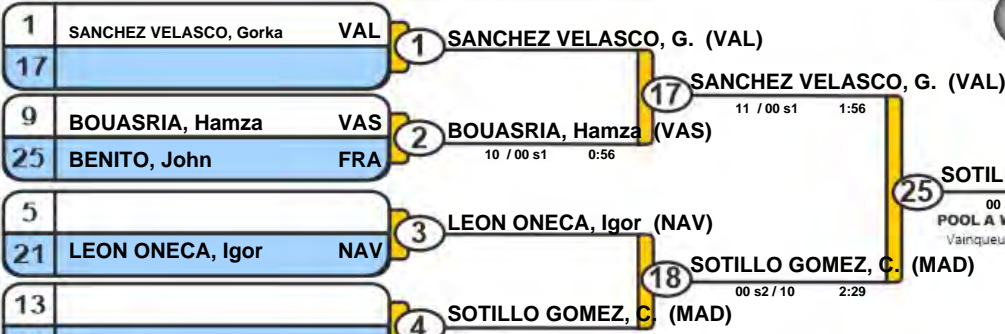 1 SANCHEZ VELASCO, Gorka VAL
17
1 SANCHEZ VELASCO, G. (VAL)
9 BOUASRIA, Hamza VAS
25 BENITO, John FRA
2 BOUASRIA, Hamza (VAS)
10 / 00 s1 0:56
17 SANCHEZ VELASCO, G. (VAL)
11 / 00 s1 1:56
5
21 LEON ONECA, Igor NAV
3 LEON ONECA, Igor (NAV)
13
4 SOTILLO GOMEZ, C. (MAD)
18 SOTILLO GOMEZ, C. (MAD)
00 s2 / 10 2:29
25 SOTIL
00
POOL A
Vainqueu